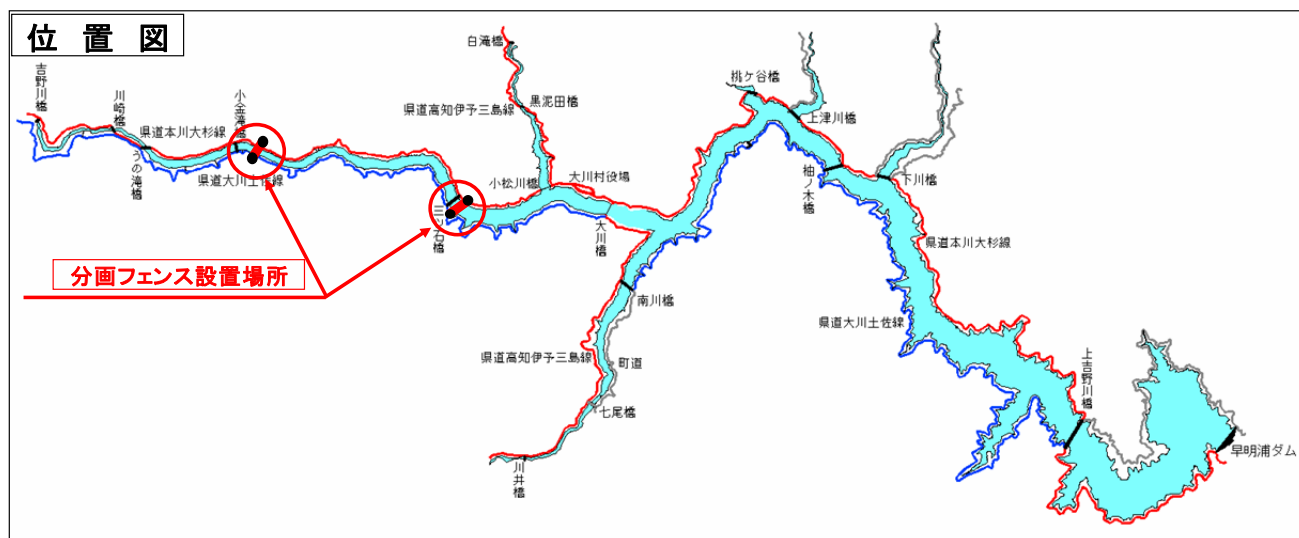 位置図
吉野川橋
川崎橋
うの滝橋
県道本川大杉線
小金滝橋
県道大川土佐線
分画フェンス設置場所
三ツ石橋
白滝橋
黒泥田橋
県道高知伊予三島線
小松川橋
大川村役場
大川橋
南川橋
県道高知伊予三島線
町道
七尾橋
川井橋
桃ケ谷橋
上津川橋
柚ノ木橋
下川橋
県道本川大杉線
県道大川土佐線
上吉野川橋
早明浦ダム